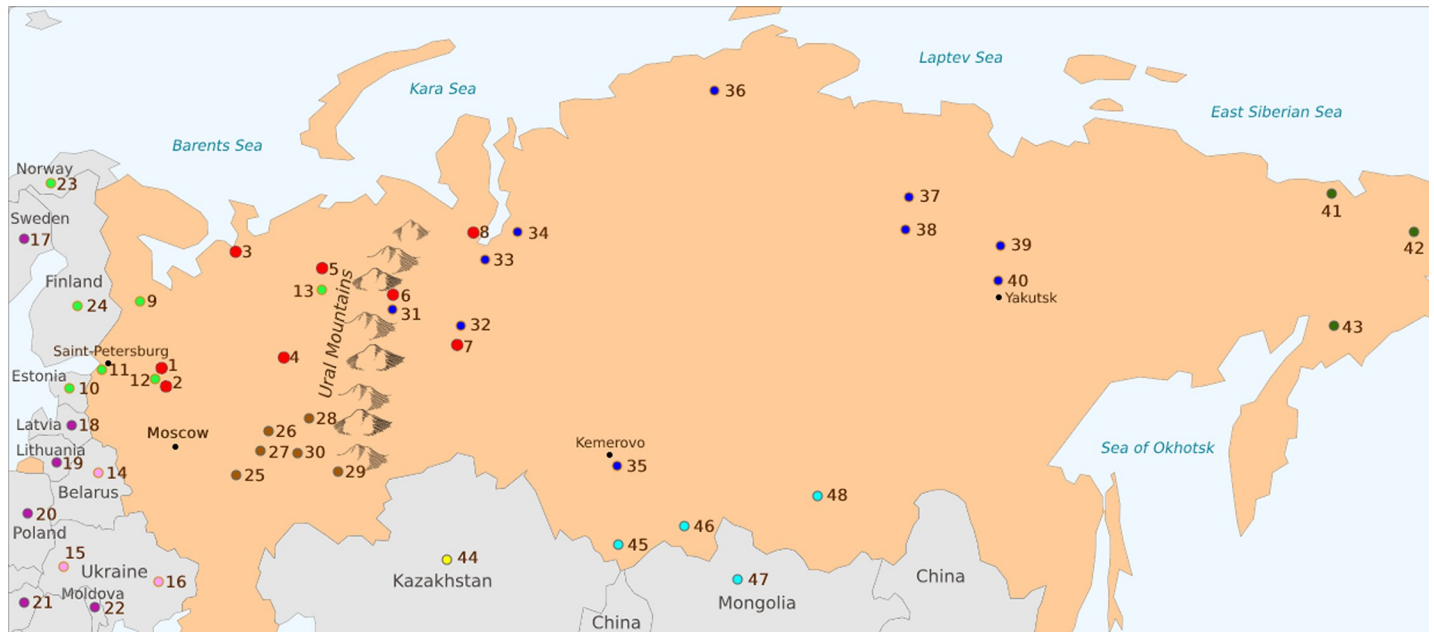 Laptev Sea
Kara Sea
36
East Siberian Sea
Barents Sea
Norway
23
37
41
Sweden
17
8
34
38
42
3
39
33
5
Finland
13
6
40
24
9
31
Yakutsk
Ural Mountains
32
43
7
Saint-Petersburg
4
1
11
Estonia
12
2
10
28
Latvia
18
26
Moscow
Kemerovo
Lithuania
27
30
Sea of Okhotsk
19
14
25
29
35
Belarus
48
20
Poland
46
15
45
44
Ukraine
16
Kazakhstan
China
47
Moldova
21
22
Mongolia
China